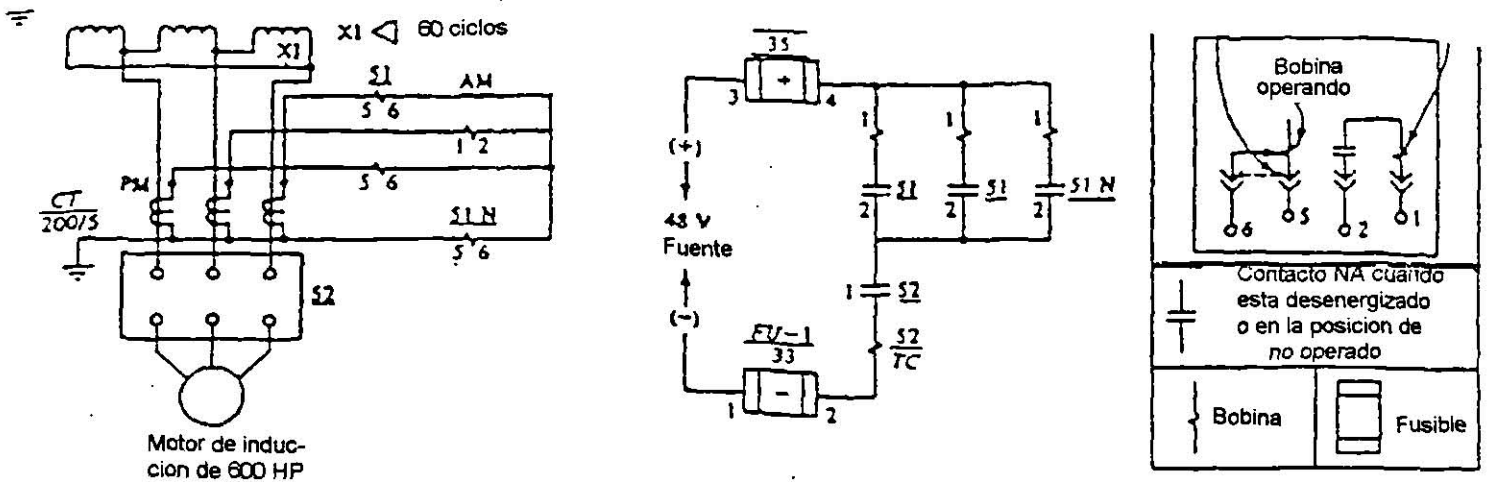 X1
X1 60 ciclos
51
5 6
AM
1 2
5 6
PM
CT
200/5
51 N
5 6
52
Motor de induc-
cion de 600 HP
35
3 + 4
(+)
48 V
Fuente
(-)
1 1 1
2 51 2 51 2 51 N
1 52
52
TC
FU-1
33
1 - 2
Bobina
operando
6 5 2 1
Contacto NA cuando
esta desenergizado
o en la posicion de
no operado
Bobina
Fusible